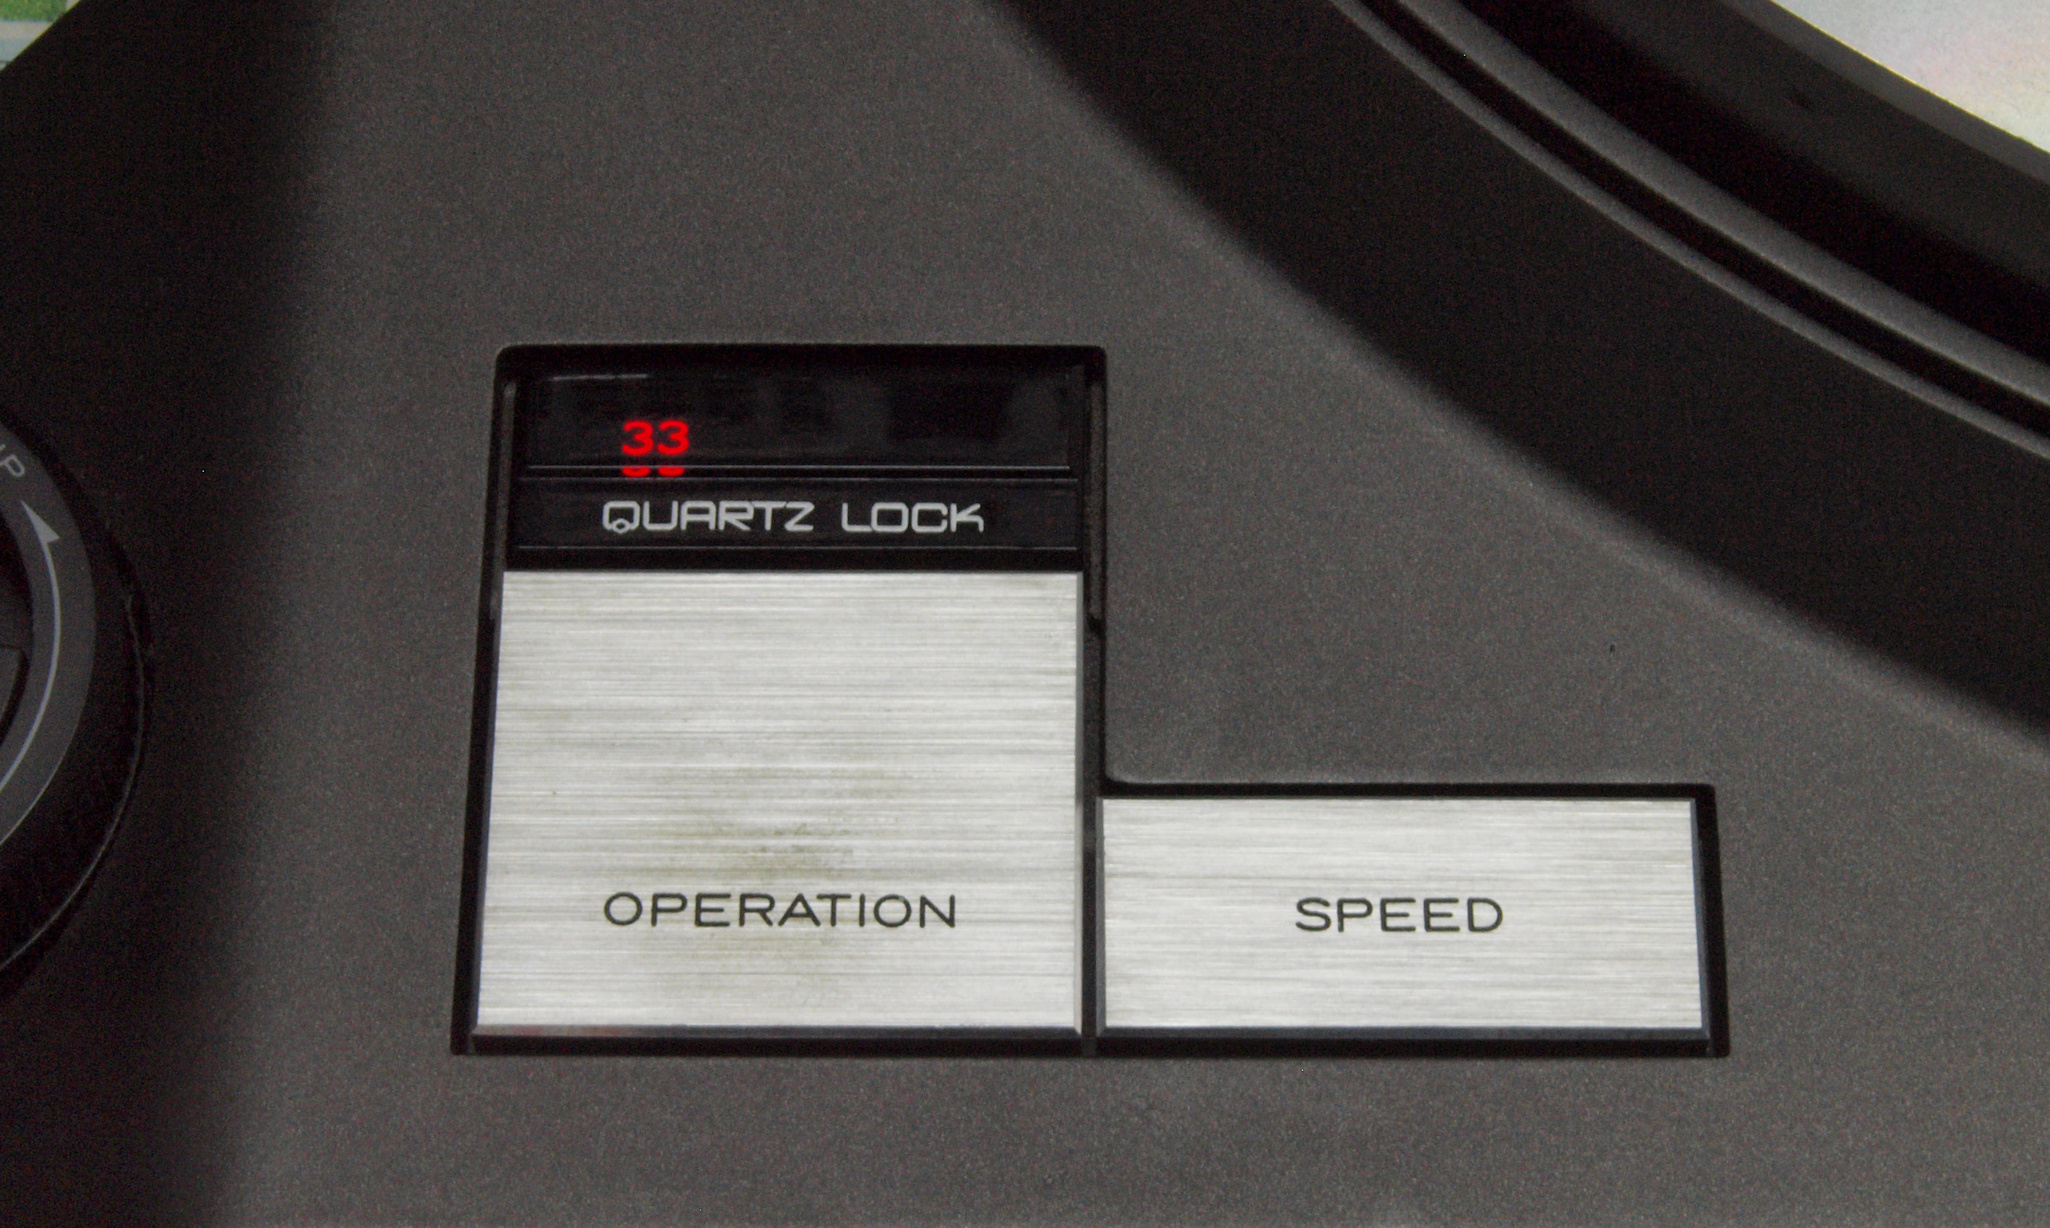 33
QUARTZ LOCK
OPERATION
SPEED